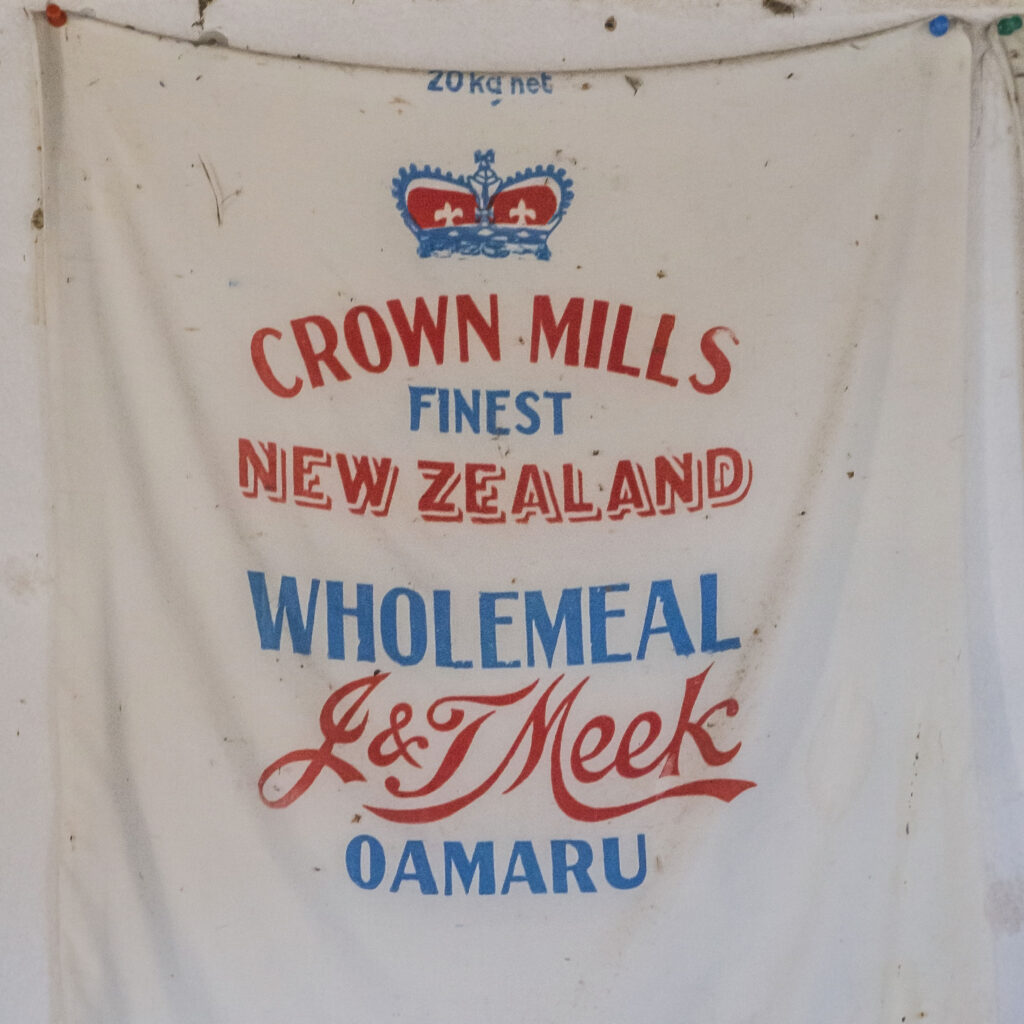 20 kg net
CROWN MILLS
FINEST
NEW ZEALAND
WHOLEMEAL
J & T Meek
OAMARU